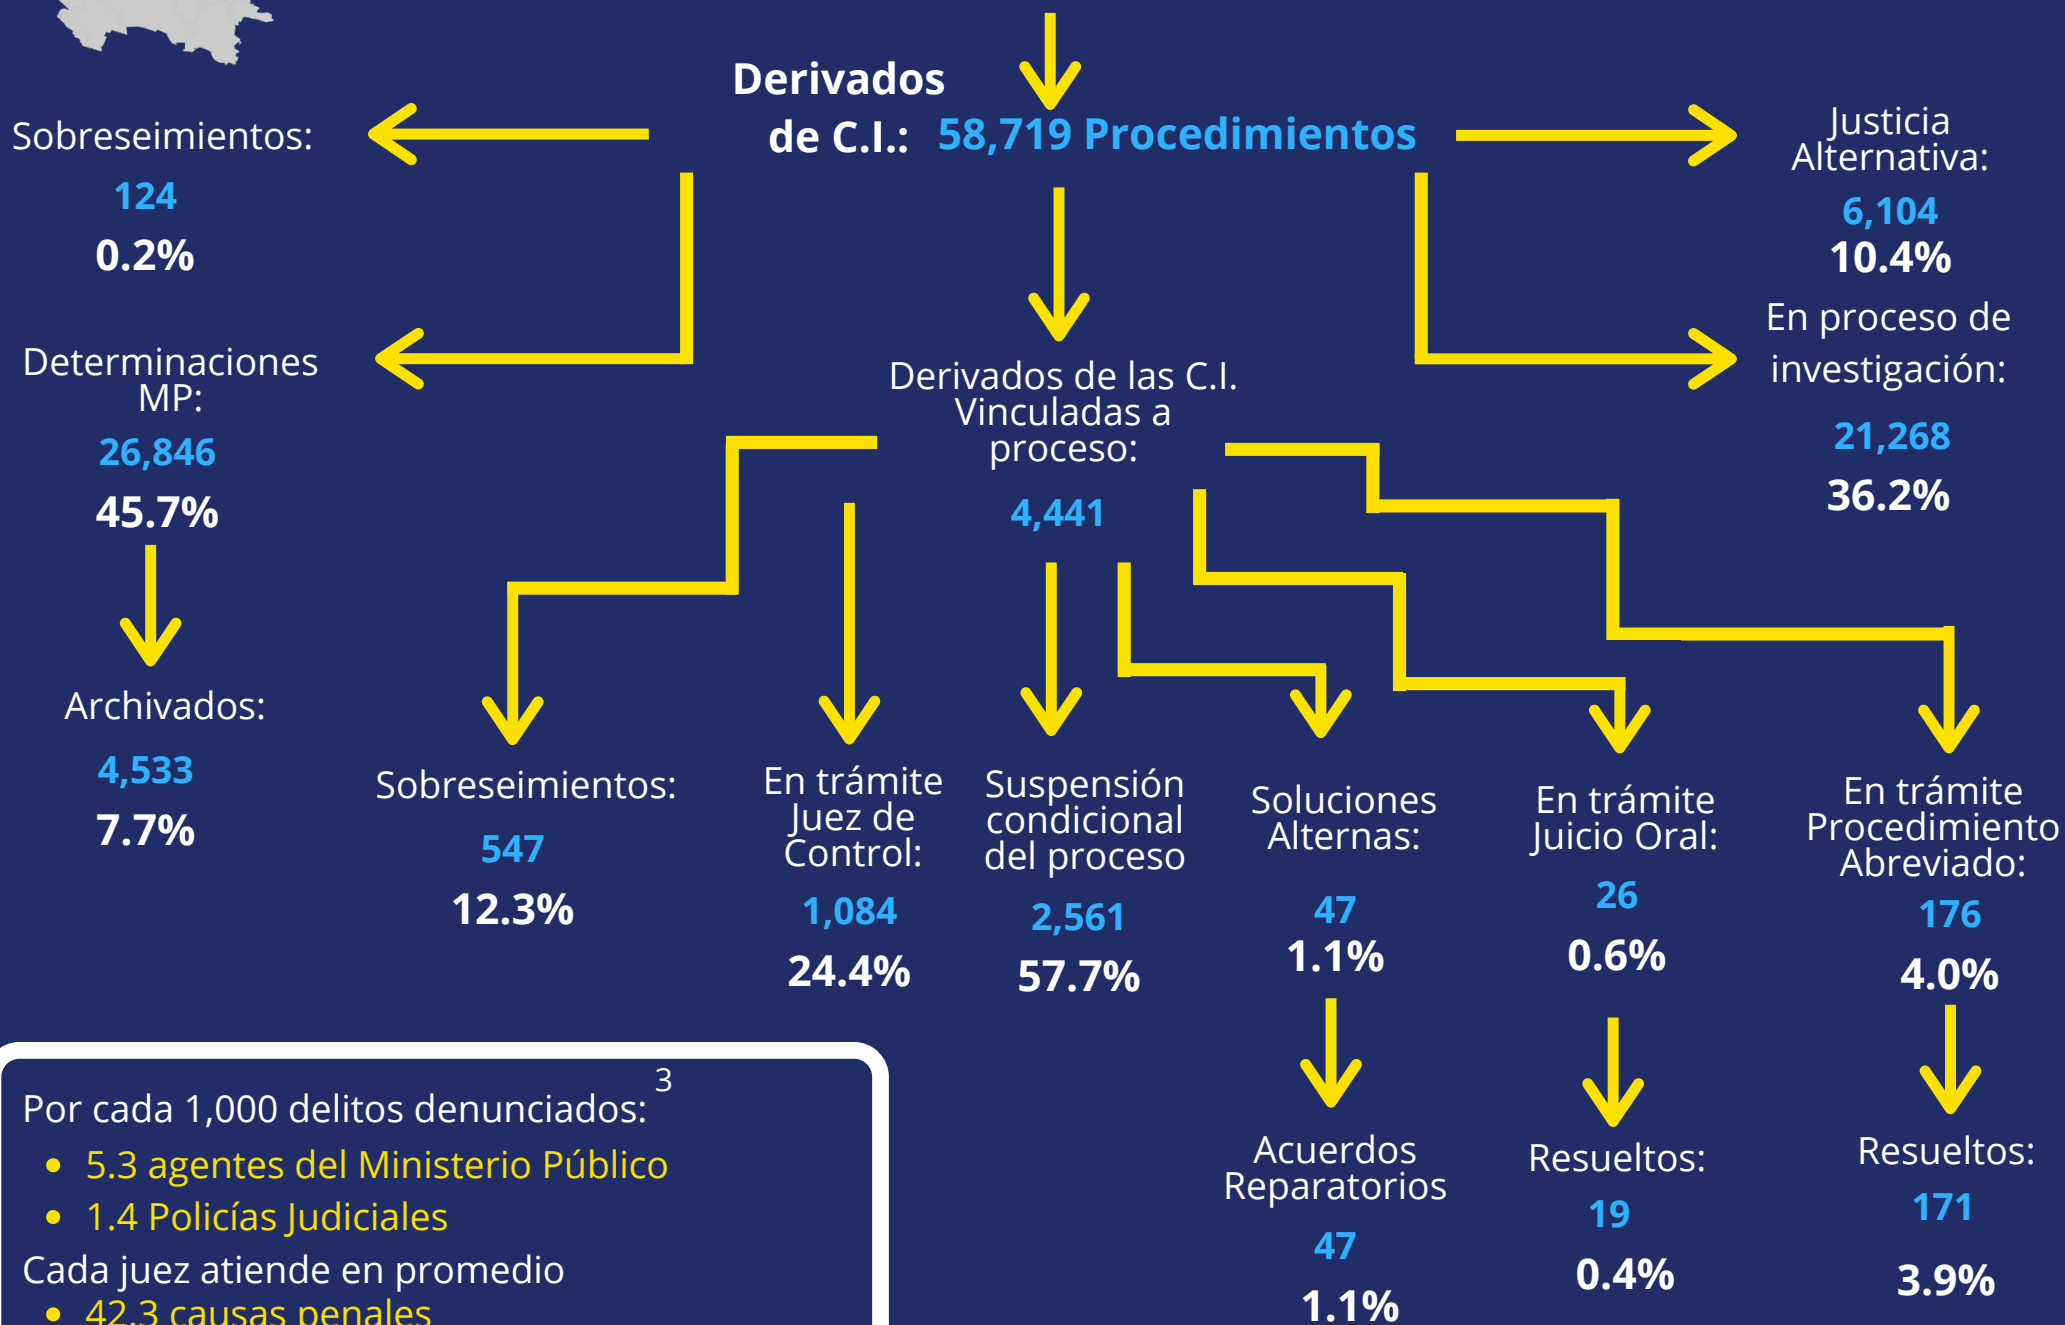 Derivados
de C.I.: 58,719 Procedimientos
Sobreseimientos:
124
0.2%
Justicia
Alternativa:
6,104
10.4%
Determinaciones
MP:
26,846
45.7%
Derivados de las C.I.
Vinculadas a
proceso:
4,441
En proceso de
investigación:
21,268
36.2%
Archivados:
4,533
7.7%
Sobreseimientos:
547
12.3%
En trámite
Juez de
Control:
1,084
24.4%
Suspensión
condicional
del proceso
2,561
57.7%
Soluciones
Alternas:
47
1.1%
En trámite
Juicio Oral:
26
0.6%
En trámite
Procedimiento
Abreviado:
176
4.0%
Acuerdos
Reparatorios
47
1.1%
Resueltos:
19
0.4%
Resueltos:
171
3.9%
Por cada 1,000 delitos denunciados: 3
• 5.3 agentes del Ministerio Público
• 1.4 Policías Judiciales
Cada juez atiende en promedio
• 42.3 causas penales